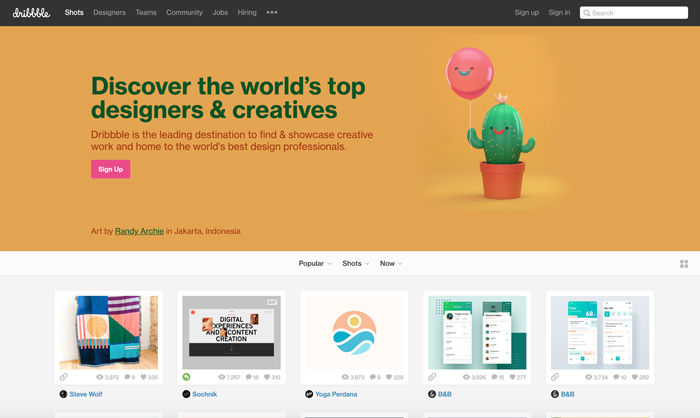 dribbble Shots Designers Teams Community Jobs Hiring Sign up Sign in Search
Discover the world's top
designers & creatives
Dribbble is the leading destination to find & showcase creative
work and home to the world's best design professionals.
Sign Up
Art by Randy Archie in Jakarta, Indonesia
Popular Shots Now
GIF
DIGITAL
EXPERIENCES
AND CONTENT
CREATION
3,972 9 335
7,267 16 310
3,873 9 329
3,596 15 277
3,734 10 262
Steve Wolf
Sochnik
Yoga Perdana
B&B
B&B